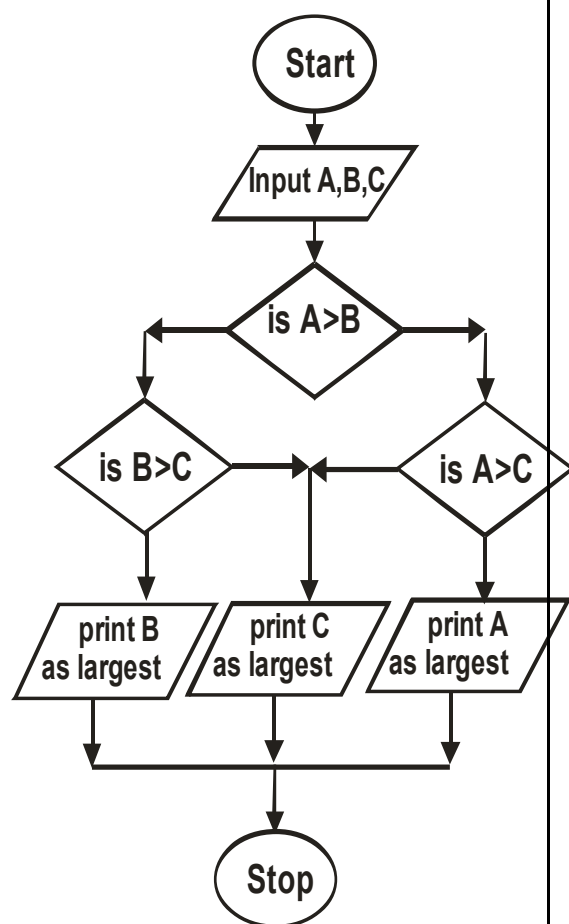 Start
Input A,B,C
is A>B
is B>C
is A>C
print B
as largest
print C
as largest
print A
as largest
Stop